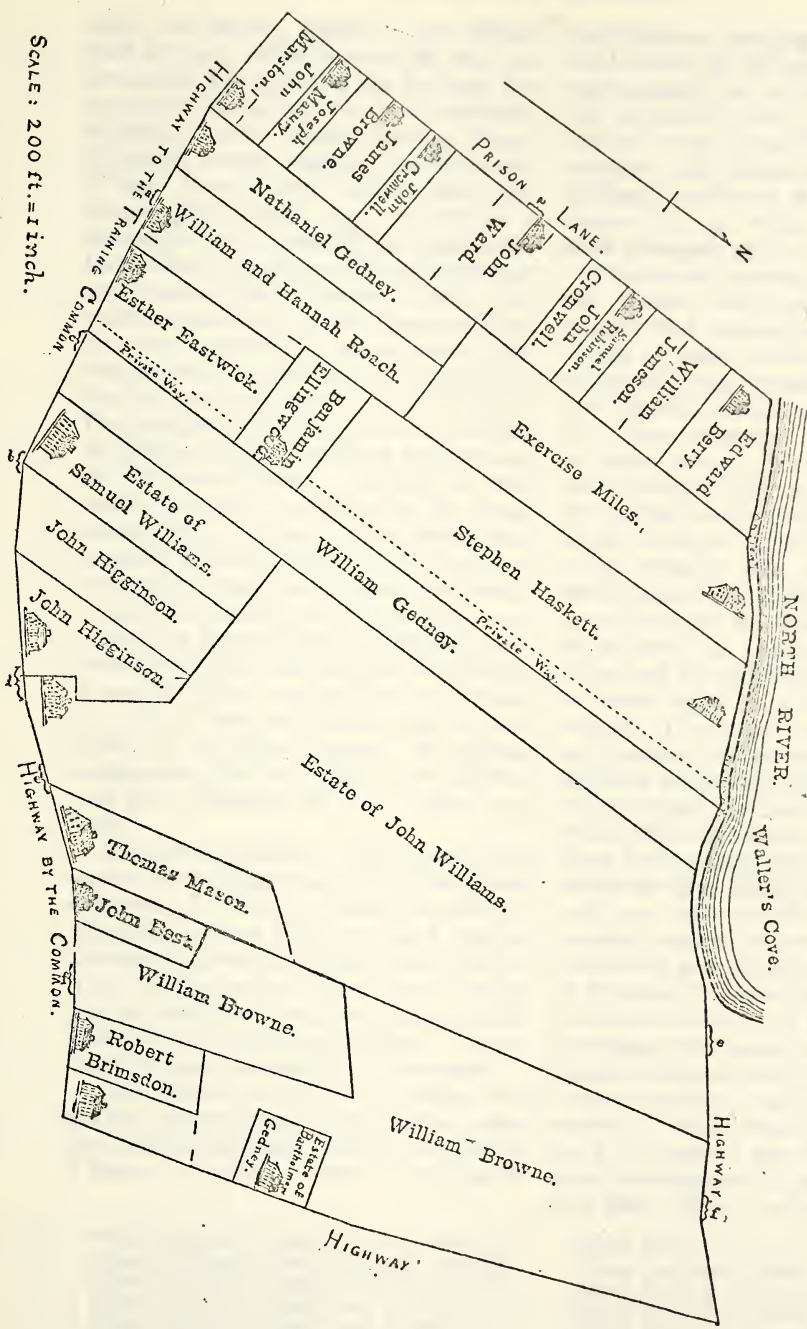 SCALE: 200 ft.=1 inch.
HIGHWAY TO THE TRAINING COMMON
PRISON LANE.
a
N
John
Marston.
Joseph
Masury.
James
Browne.
John
Cromwell.
John
Ward.
John
Cromwell.
Samuel
Robinson.
William
Jameson.
Edward
Berry.
Nathaniel Gedney.
William and Hannah Roach.
Esther Eastwick.
Private Way.
Benjamin
Ellingwood
Exercise Miles.
Stephen Haskett.
Private Way.
William Gedney.
NORTH RIVER.
Waller's Cove.
Estate of
Samuel Williams.
John Higginson.
John Higginson.
Estate of John Williams.
HIGHWAY BY THE COMMON.
Thomas Mason.
John Best.
William Browne.
Robert
Brimsdon.
Estate of
Bartholmew
Gedney.
William Browne.
e
HIGHWAY
f
HIGHWAY